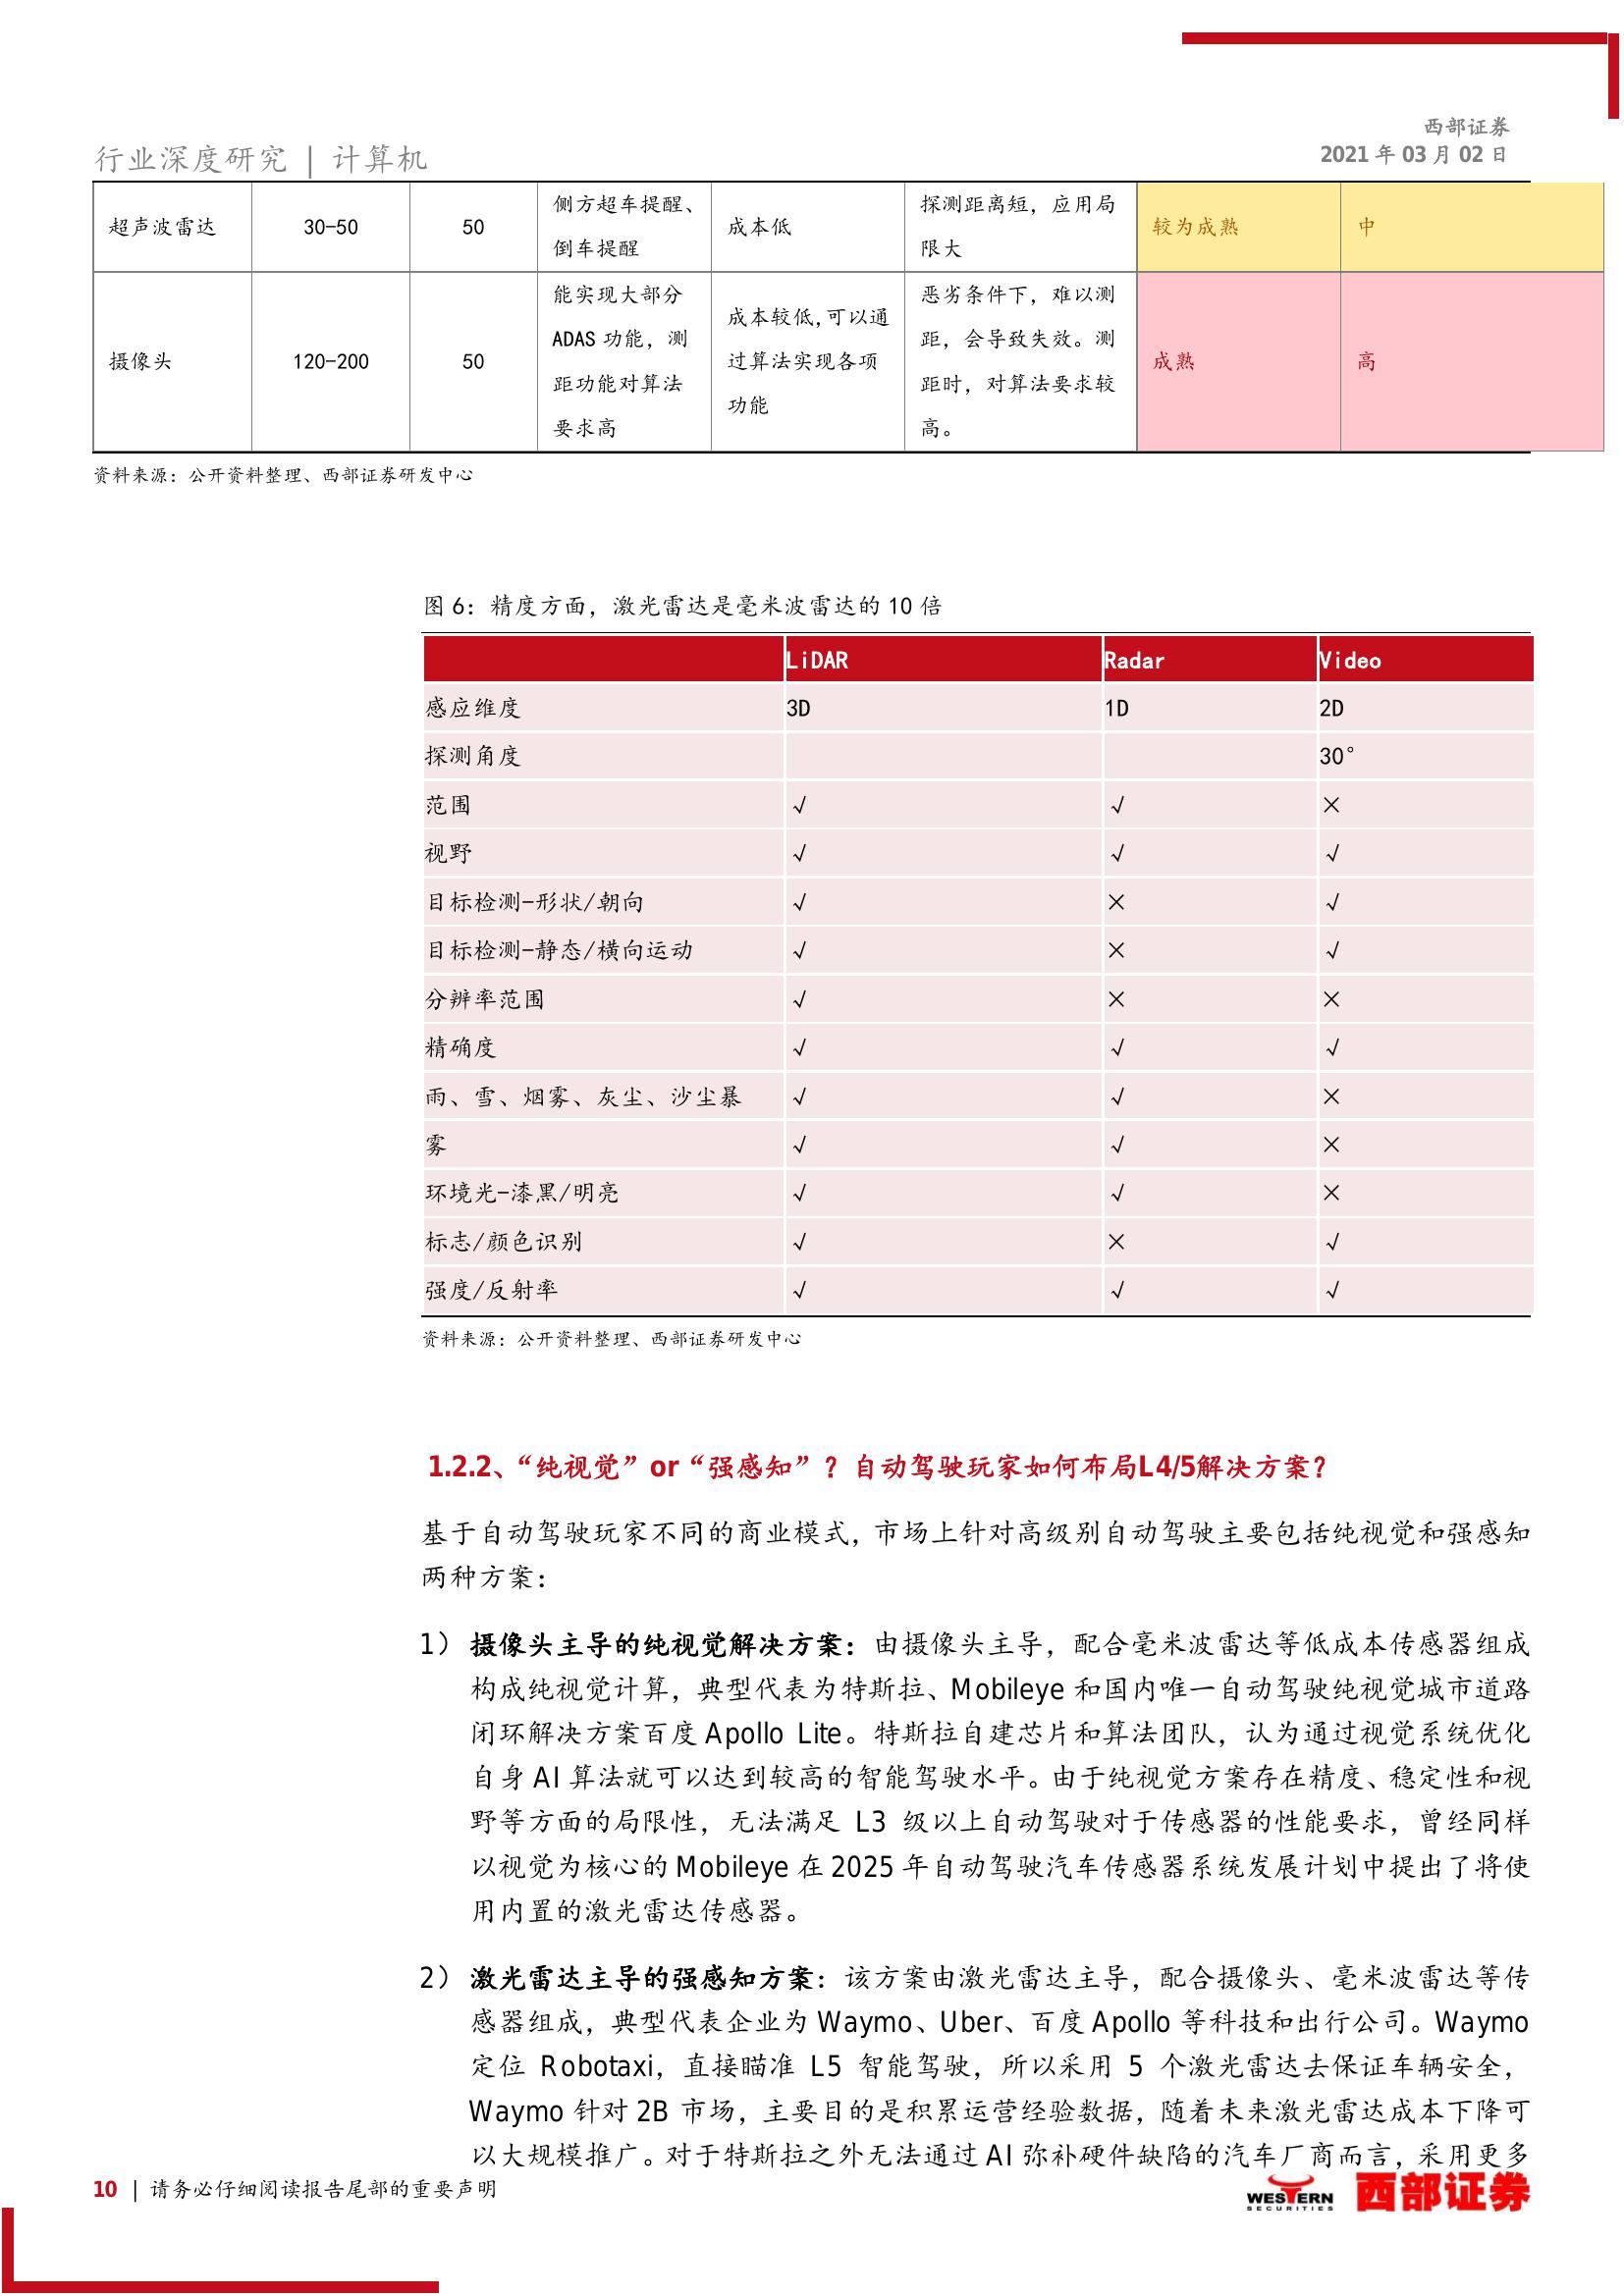 行业深度研究 | 计算机
西部证券
2021 年 03 月 02 日
超声波雷达 30-50 50 侧方超车提醒、 成本低 探测距离短，应用局 较为成熟 中
倒车提醒 限大
摄像头 120-200 50 能实现大部分 成本较低,可以通 恶劣条件下，难以测 成熟 高
ADAS 功能，测 过算法实现各项 距，会导致失效。测
距功能对算法 功能 距时，对算法要求较
要求高 高。
资料来源：公开资料整理、西部证券研发中心
图 6：精度方面，激光雷达是毫米波雷达的 10 倍
LiDAR Radar Video
感应维度 3D 1D 2D
探测角度 30°
范围 √ √ ×
视野 √ √ √
目标检测-形状/朝向 √ × √
目标检测-静态/横向运动 √ × √
分辨率范围 √ × ×
精确度 √ √ √
雨、雪、烟雾、灰尘、沙尘暴 √ √ ×
雾 √ √ ×
环境光-漆黑/明亮 √ √ ×
标志/颜色识别 √ × √
强度/反射率 √ √ √
资料来源：公开资料整理、西部证券研发中心
1.2.2、“纯视觉”or“强感知”？自动驾驶玩家如何布局L4/5解决方案？
基于自动驾驶玩家不同的商业模式，市场上针对高级别自动驾驶主要包括纯视觉和强感知
两种方案：
1） 摄像头主导的纯视觉解决方案：由摄像头主导，配合毫米波雷达等低成本传感器组成
构成纯视觉计算，典型代表为特斯拉、Mobileye 和国内唯一自动驾驶纯视觉城市道路
闭环解决方案百度 Apollo Lite。特斯拉自建芯片和算法团队，认为通过视觉系统优化
自身 AI 算法就可以达到较高的智能驾驶水平。由于纯视觉方案存在精度、稳定性和视
野等方面的局限性，无法满足 L3 级以上自动驾驶对于传感器的性能要求，曾经同样
以视觉为核心的 Mobileye 在 2025 年自动驾驶汽车传感器系统发展计划中提出了将使
用内置的激光雷达传感器。
2） 激光雷达主导的强感知方案：该方案由激光雷达主导，配合摄像头、毫米波雷达等传
感器组成，典型代表企业为 Waymo、Uber、百度 Apollo 等科技和出行公司。Waymo
定位 Robotaxi，直接瞄准 L5 智能驾驶，所以采用 5 个激光雷达去保证车辆安全，
Waymo 针对 2B 市场，主要目的是积累运营经验数据，随着未来激光雷达成本下降可
以大规模推广。对于特斯拉之外无法通过 AI 弥补硬件缺陷的汽车厂商而言，采用更多
10 | 请务必仔细阅读报告尾部的重要声明
WESTERN
SECURITIES
西部证券